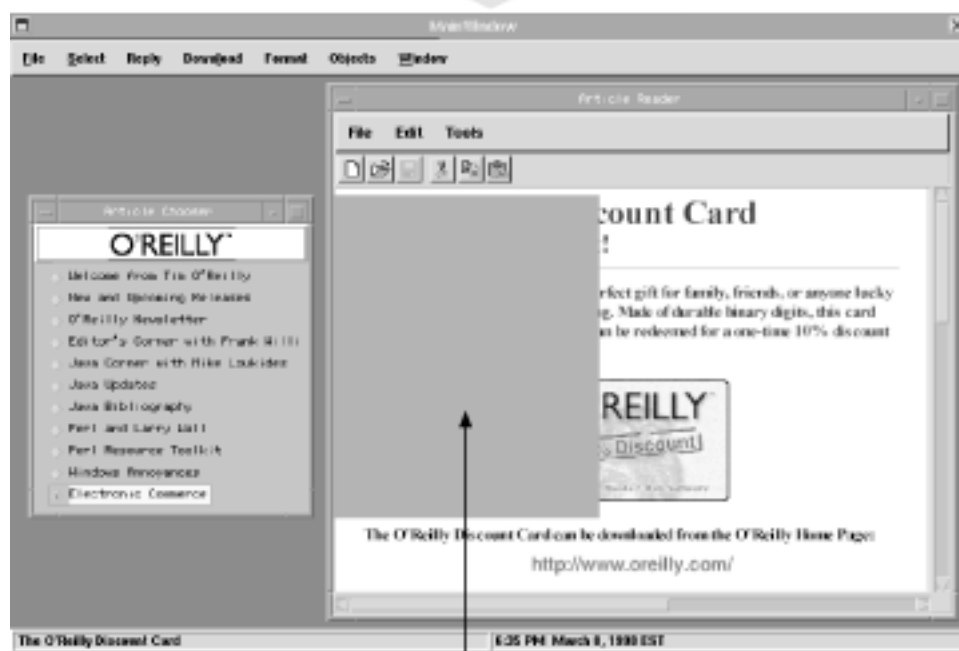 MainWindow
File Select Reply Download Format Objects Window
Article Reader
File Edit Tools
Article Chooser
O'REILLY™
Welcome from Tim O'Reilly
New and Upcoming Releases
O'Reilly Newsletter
Editor's Corner with Frank Willi
Java Corner with Mike Loukides
Java Updates
Java Bibliography
Perl and Larry Wall
Perl Resource Toolkit
Windows Annoyances
Electronic Commerce
count Card
!
rfect gift for family, friends, or anyone lucky
g. Made of durable binary digits, this card
n be redeemed for a one-time 10% discount
REILLY
Discount!
The O'Reilly Discount Card can be downloaded from the O'Reilly Home Page:
http://www.oreilly.com/
The O'Reilly Discount Card
6:35 PM March 8, 1998 EST